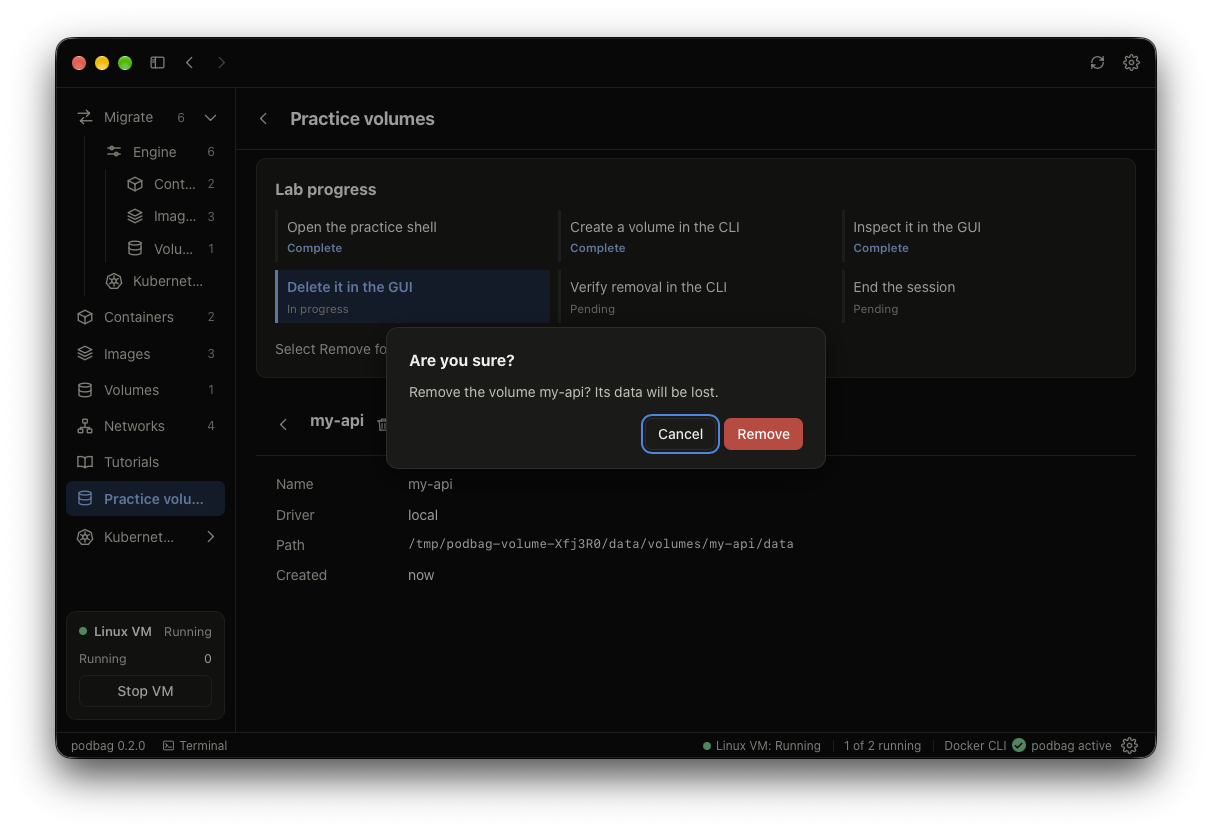 Migrate 6
Engine 6
Cont... 2
Imag... 3
Volu... 1
Kubernet...
Containers 2
Images 3
Volumes 1
Networks 4
Tutorials
Practice volu...
Kubernet...
Linux VM Running
Running 0
Stop VM
Practice volumes
Lab progress
Open the practice shell
Complete
Create a volume in the CLI
Complete
Inspect it in the GUI
Complete
Delete it in the GUI
In progress
Verify removal in the CLI
Pending
End the session
Pending
Select Remove fo
Are you sure?
Remove the volume my-api? Its data will be lost.
Cancel Remove
my-api
Name my-api
Driver local
Path /tmp/podbag-volume-Xfj3R0/data/volumes/my-api/data
Created now
podbag 0.2.0 Terminal Linux VM: Running 1 of 2 running Docker CLI podbag active